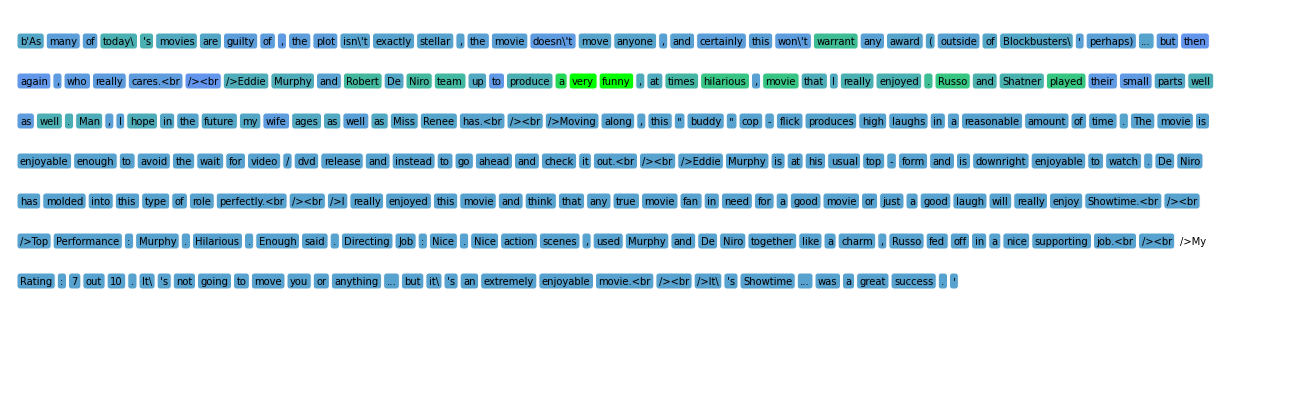 b'As many of today\ 's movies are guilty of , the plot isn\'t exactly stellar , the movie doesn\'t move anyone , and certainly this won\'t warrant any award ( outside of Blockbusters\ ' perhaps) ... but then
again , who really cares.<br /><br />Eddie Murphy and Robert De Niro team up to produce a very funny , at times hilarious , movie that I really enjoyed . Russo and Shatner played their small parts well
as well . Man , I hope in the future my wife ages as well as Miss Renee has.<br /><br />Moving along , this " buddy " cop - flick produces high laughs in a reasonable amount of time . The movie is
enjoyable enough to avoid the wait for video / dvd release and instead to go ahead and check it out.<br /><br />Eddie Murphy is at his usual top - form and is downright enjoyable to watch . De Niro
has molded into this type of role perfectly.<br /><br />I really enjoyed this movie and think that any true movie fan in need for a good movie or just a good laugh will really enjoy Showtime.<br /><br
/>Top Performance : Murphy . Hilarious . Enough said . Directing Job : Nice . Nice action scenes , used Murphy and De Niro together like a charm , Russo fed off in a nice supporting job.<br /><br />My
Rating : 7 out 10 . It\ 's not going to move you or anything ... but it\ 's an extremely enjoyable movie.<br /><br />It\ 's Showtime ... was a great success . '